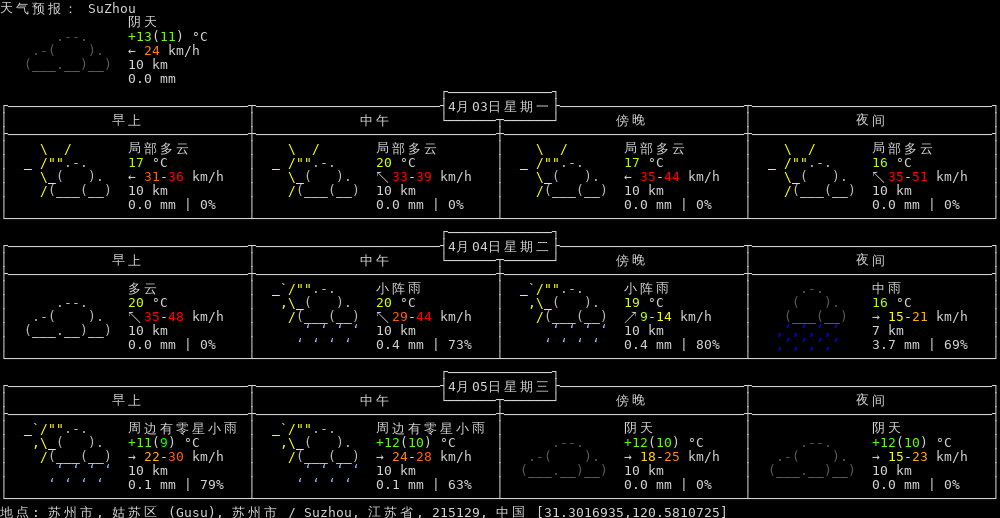 天气预报: SuZhou
阴天
+13(11) °C
← 24 km/h
10 km
0.0 mm
4月03日星期一
早上 中午 傍晚 夜间
局部多云 局部多云 局部多云 局部多云
17 °C 20 °C 17 °C 16 °C
← 31-36 km/h ↖ 33-39 km/h ← 35-44 km/h ↖ 35-51 km/h
10 km 10 km 10 km 10 km
0.0 mm | 0% 0.0 mm | 0% 0.0 mm | 0% 0.0 mm | 0%
4月04日星期二
早上 中午 傍晚 夜间
多云 小阵雨 小阵雨 中雨
20 °C 20 °C 19 °C 16 °C
↖ 35-48 km/h ↖ 29-44 km/h ↗ 9-14 km/h → 15-21 km/h
10 km 10 km 10 km 7 km
0.0 mm | 0% 0.4 mm | 73% 0.4 mm | 80% 3.7 mm | 69%
4月05日星期三
早上 中午 傍晚 夜间
周边有零星小雨 周边有零星小雨 阴天 阴天
+11(9) °C +12(10) °C +12(10) °C +12(10) °C
→ 22-30 km/h → 24-28 km/h → 18-25 km/h → 15-23 km/h
10 km 10 km 10 km 10 km
0.1 mm | 79% 0.1 mm | 63% 0.0 mm | 0% 0.0 mm | 0%
地点: 苏州市, 姑苏区 (Gusu), 苏州市 / Suzhou, 江苏省, 215129, 中国 [31.3016935,120.5810725]